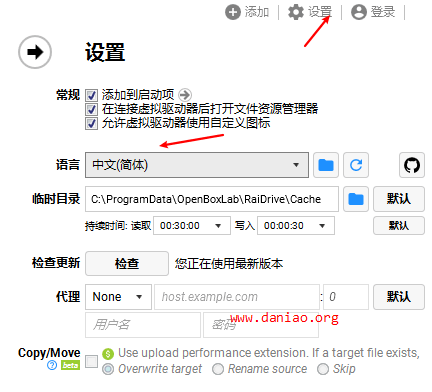 添加 设置 登录
设置
常规 添加到启动项
在连接虚拟驱动器后打开文件资源管理器
允许虚拟驱动器使用自定义图标
语言 中文(简体)
临时目录 C:\ProgramData\OpenBoxLab\RaiDrive\Cache 默认
持续时间: 读取 00:30:00 写入 00:00:30 默认
检查更新 检查 您正在使用最新版本
代理 None host.example.com : 0 默认
用户名 密码
www.daniao.org
Copy/Move $ Use upload performance extension. If a target file exists,
? beta Overwrite target Rename source Skip